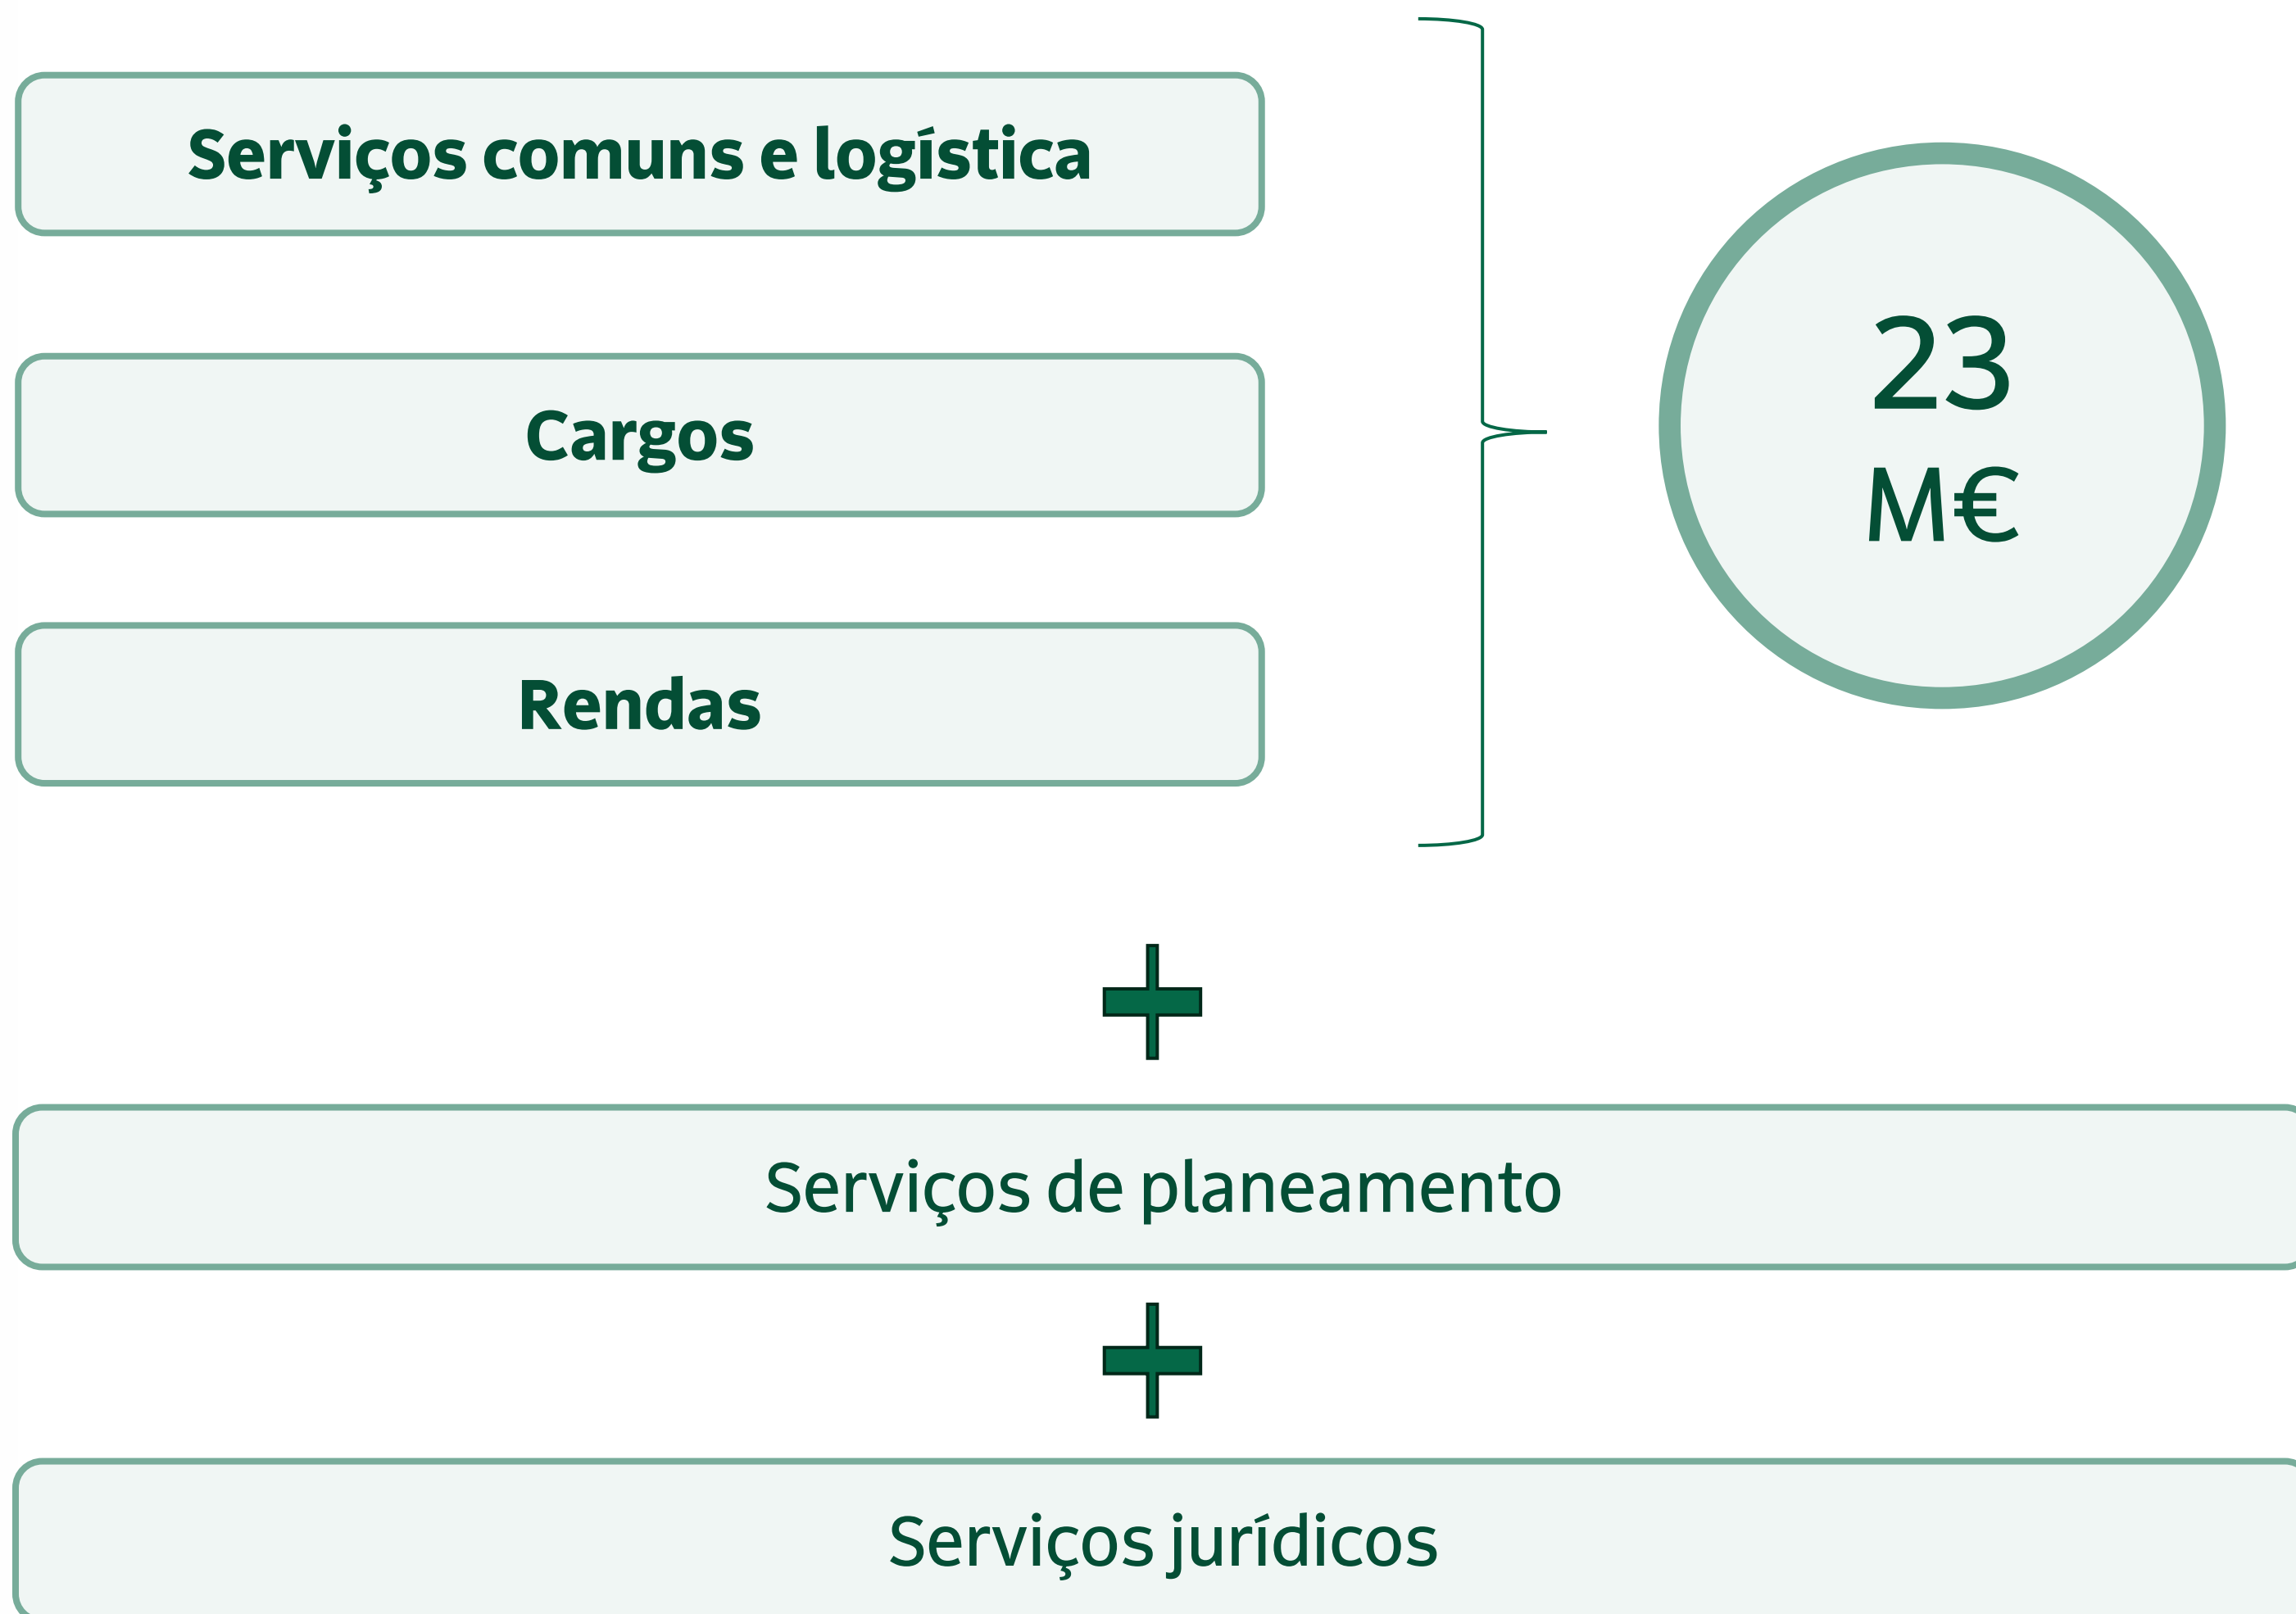 Serviços comuns e logística
Cargos
Rendas
23
M€
Serviços de planeamento
Serviços jurídicos